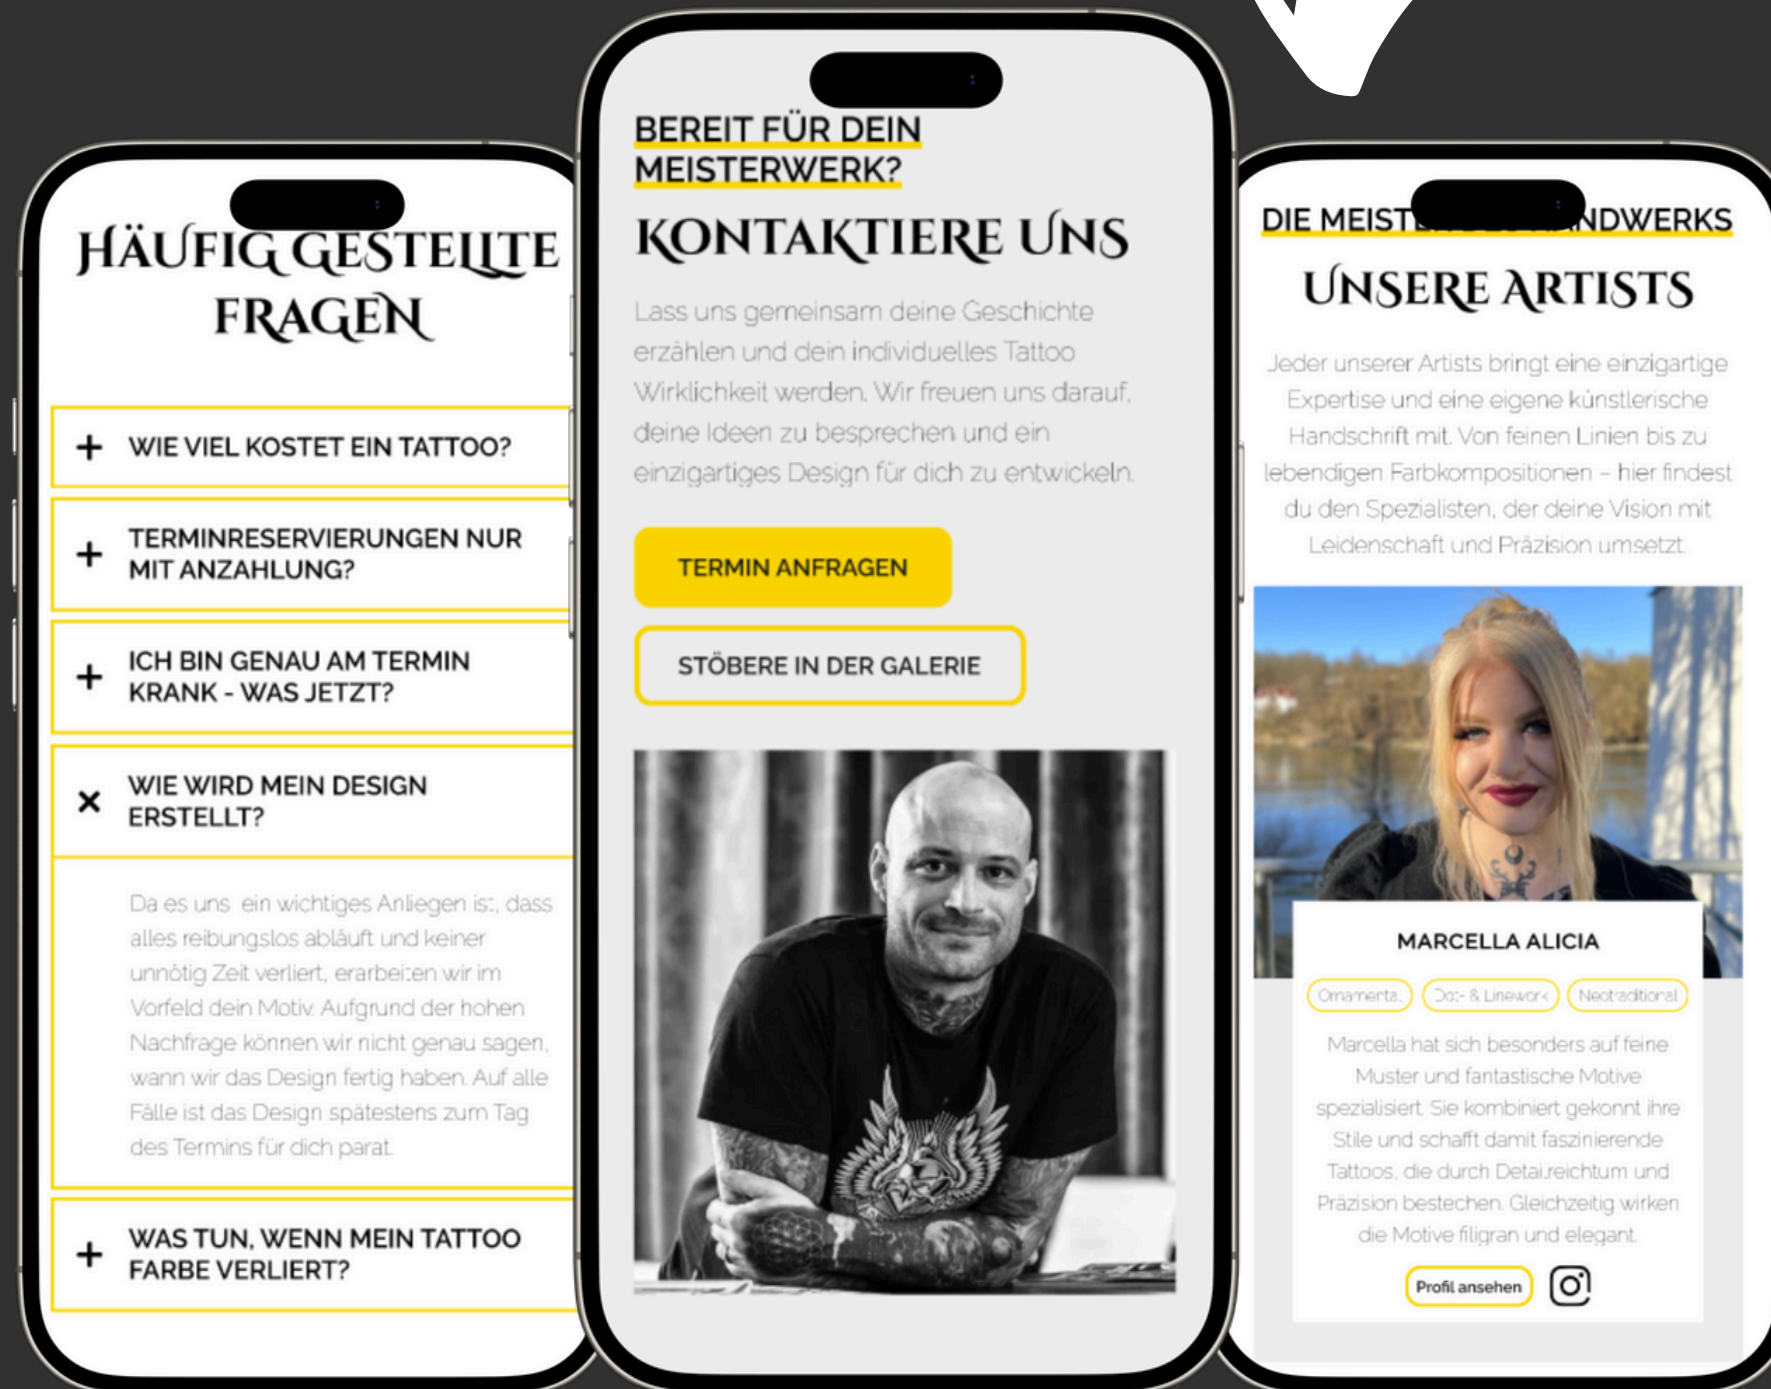 HÄUFIG GESTELLTE
FRAGEN
WIE VIEL KOSTET EIN TATTOO?
TERMINRESERVIERUNGEN NUR
MIT ANZAHLUNG?
ICH BIN GENAU AM TERMIN
KRANK - WAS JETZT?
WIE WIRD MEIN DESIGN
ERSTELLT?
Da es uns ein wichtiges Anliegen ist, dass
alles reibungslos abläuft und keiner
unnötig Zeit verliert, erarbeiten wir im
Vorfeld dein Motiv. Aufgrund der hohen
Nachfrage können wir nicht genau sagen,
wann wir das Design fertig haben. Auf alle
Fälle ist das Design spätestens zum Tag
des Termins für dich parat.
WAS TUN, WENN MEIN TATTOO
FARBE VERLIERT?
BEREIT FÜR DEIN
MEISTERWERK?
KONTAKTIERE UNS
Lass uns gemeinsam deine Geschichte
erzählen und dein individuelles Tattoo
Wirklichkeit werden. Wir freuen uns darauf,
deine Ideen zu besprechen und ein
einzigartiges Design für dich zu entwickeln.
TERMIN ANFRAGEN
STÖBERE IN DER GALERIE
DIE
UNSERE ARTISTS
Jeder unserer Artists bringt eine einzigartige
Expertise und eine eigene künstlerische
Handschrift mit. Von feinen Linien bis zu
lebendigen Farbkompositionen – hier findest
du den Spezialisten, der deine Vision mit
Leidenschaft und Präzision umsetzt.
MARCELLA ALICIA
Ornamental Dot- & Linework Neotraditional
Marcella hat sich besonders auf feine
Muster und fantastische Motive
spezialisiert. Sie kombiniert gekonnt ihre
Stile und schafft damit faszinierende
Tattoos, die durch Detailreichtum und
Präzision bestechen. Gleichzeitig wirken
die Motive filigran und elegant.
Profil ansehen